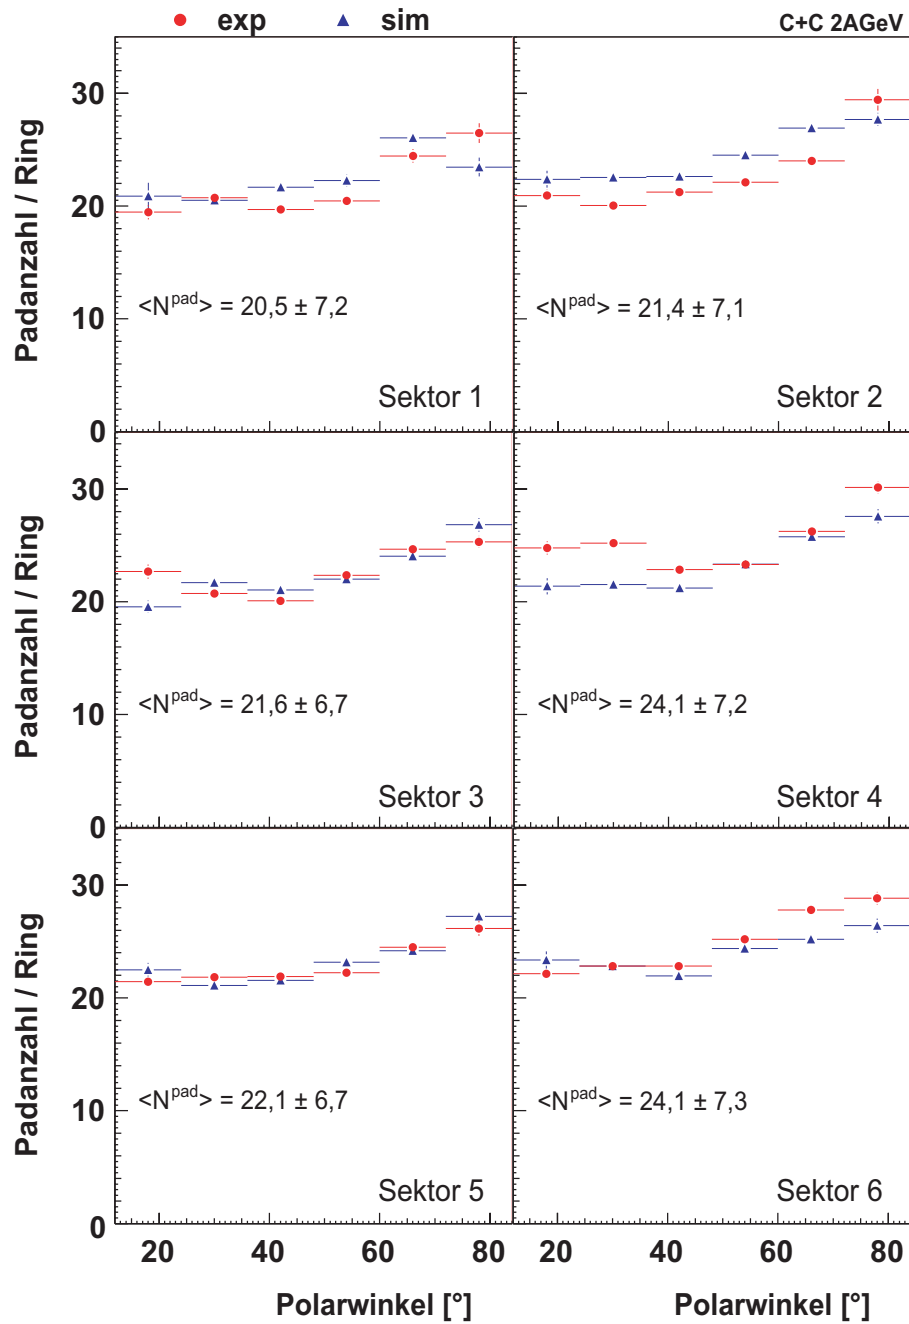 exp sim C+C 2AGeV
Padanzahl / Ring
30
20
10
0
<N^pad> = 20,5 ± 7,2
Sektor 1
<N^pad> = 21,4 ± 7,1
Sektor 2
Padanzahl / Ring
30
20
10
0
<N^pad> = 21,6 ± 6,7
Sektor 3
<N^pad> = 24,1 ± 7,2
Sektor 4
Padanzahl / Ring
30
20
10
0
<N^pad> = 22,1 ± 6,7
Sektor 5
<N^pad> = 24,1 ± 7,3
Sektor 6
20 40 60 80 20 40 60 80
Polarwinkel [°] Polarwinkel [°]